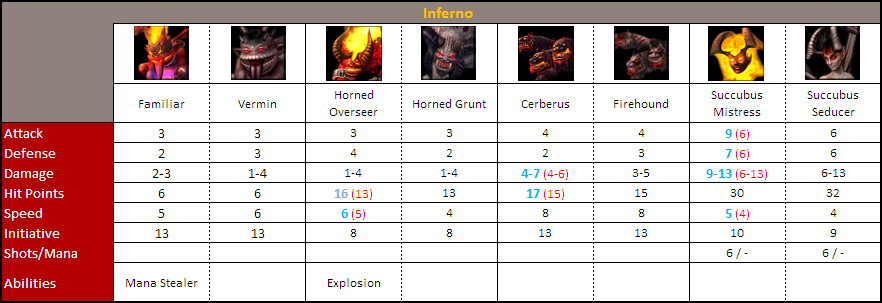 Inferno
Familiar Vermin Horned Overseer Horned Grunt Cerberus Firehound Succubus Mistress Succubus Seducer
Attack 3 3 3 3 4 4 9 (6) 6
Defense 2 3 4 2 2 3 7 (6) 6
Damage 2-3 1-4 1-4 1-4 4-7 (4-6) 3-5 9-13 (6-13) 6-13
Hit Points 6 6 16 (13) 13 17 (15) 15 30 32
Speed 5 6 6 (5) 4 8 8 5 (4) 4
Initiative 13 13 8 8 13 13 10 9
Shots/Mana 6 / - 6 / -
Abilities Mana Stealer Explosion